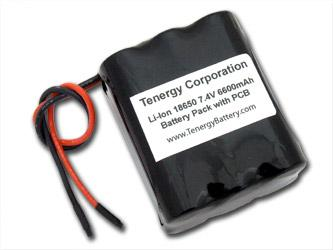 Tenergy Corporation
Li-Ion 18650 7.4V 6600mAh
Battery Pack with PCB
www.TenergyBattery.com